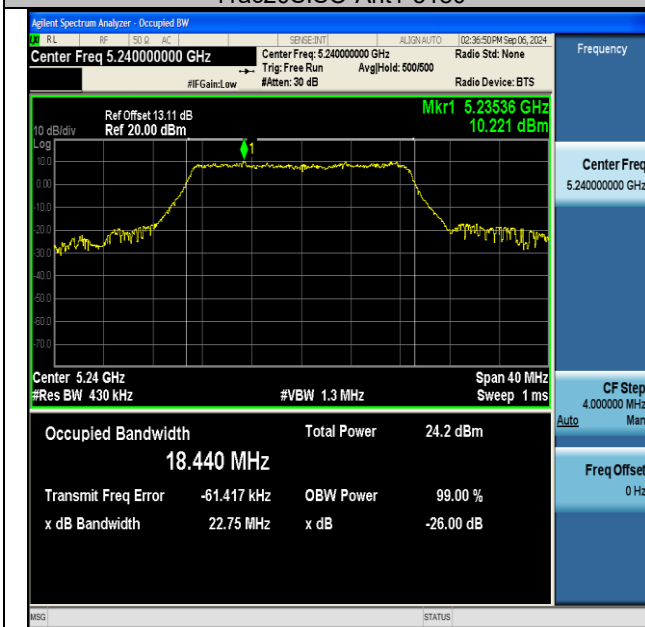 Agilent Spectrum Analyzer - Occupied BW
RL RF 50 Ω AC SENSE:INT ALIGN AUTO 02:36:50 PM Sep 06, 2024
Center Freq 5.240000000 GHz
Center Freq: 5.240000000 GHz
Radio Std: None
Trig: Free Run Avg|Hold: 500/500
#IFGain:Low #Atten: 30 dB Radio Device: BTS
Frequency
Mkr1 5.23536 GHz
10.221 dBm
Ref Offset 13.11 dB
10 dB/div Ref 20.00 dBm
Log
1
10.0
0.00
-10.0
-20.0
-30.0
-40.0
-50.0
-60.0
-70.0
Center 5.24 GHz Span 40 MHz
#Res BW 430 kHz #VBW 1.3 MHz Sweep 1 ms
Occupied Bandwidth Total Power 24.2 dBm
18.440 MHz
Transmit Freq Error -61.417 kHz OBW Power 99.00 %
x dB Bandwidth 22.75 MHz x dB -26.00 dB
Center Freq
5.240000000 GHz
CF Step
4.000000 MHz
Auto Man
Freq Offset
0 Hz
MSG STATUS